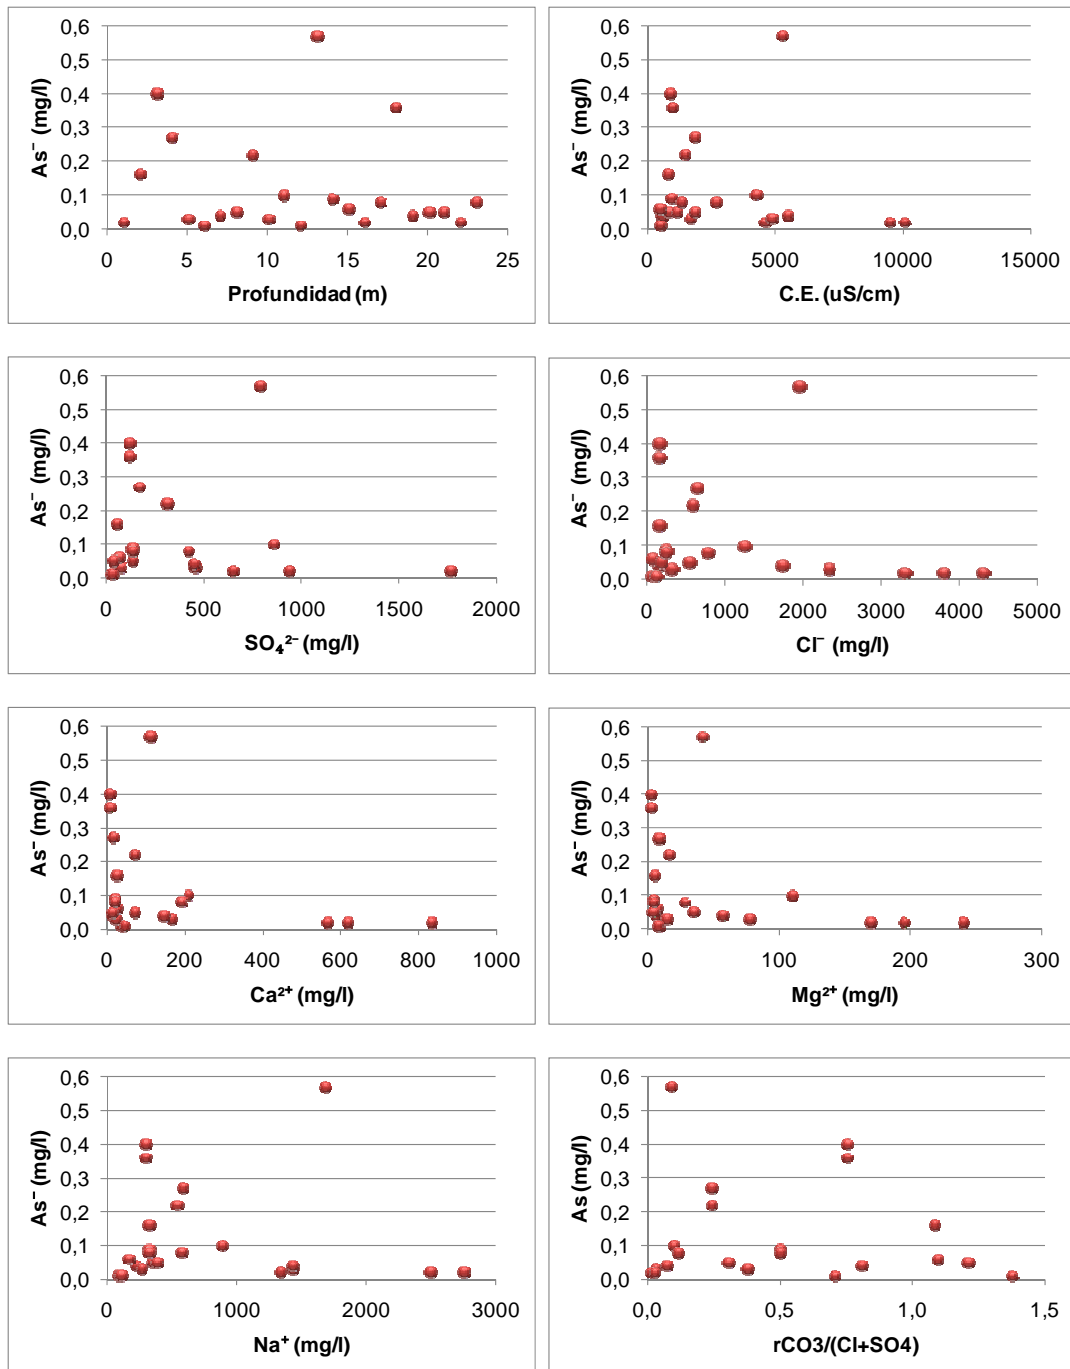 0,6
0,5
0,4
0,3
0,2
0,1
0,0
As⁻ (mg/l)
0 5 10 15 20 25
Profundidad (m)
0,6
0,5
0,4
0,3
0,2
0,1
0,0
As⁻ (mg/l)
0 5000 10000 15000
C.E. (uS/cm)
0,6
0,5
0,4
0,3
0,2
0,1
0,0
As⁻ (mg/l)
0 500 1000 1500 2000
SO₄²⁻ (mg/l)
0,6
0,5
0,4
0,3
0,2
0,1
0,0
As⁻ (mg/l)
0 1000 2000 3000 4000 5000
Cl⁻ (mg/l)
0,6
0,5
0,4
0,3
0,2
0,1
0,0
As⁻ (mg/l)
0 200 400 600 800 1000
Ca²⁺ (mg/l)
0,6
0,5
0,4
0,3
0,2
0,1
0,0
As⁻ (mg/l)
0 100 200 300
Mg²⁺ (mg/l)
0,6
0,5
0,4
0,3
0,2
0,1
0,0
As⁻ (mg/l)
0 1000 2000 3000
Na⁺ (mg/l)
0,6
0,5
0,4
0,3
0,2
0,1
0,0
As (mg/l)
0,0 0,5 1,0 1,5
rCO3/(Cl+SO4)